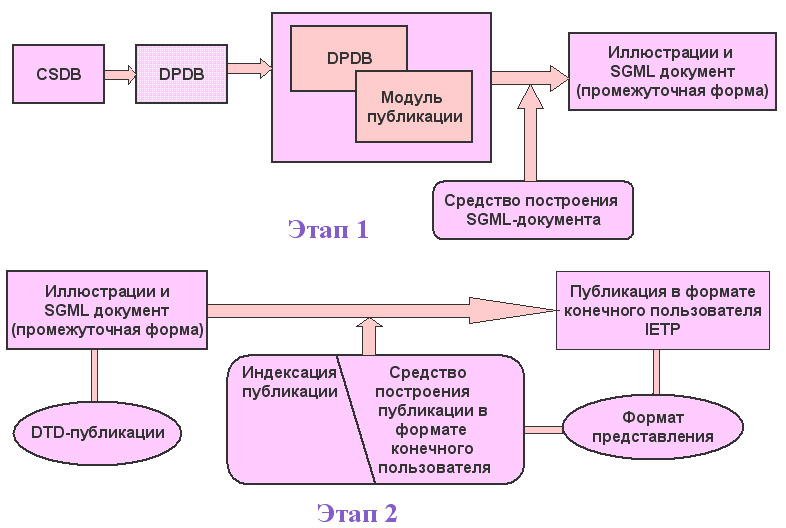 CSDB
DPDB
DPDB
Модуль
публикации
Иллюстрации и
SGML документ
(промежуточная форма)
Средство построения
SGML-документа
Этап 1
Иллюстрации и
SGML документ
(промежуточная форма)
Публикация в формате
конечного пользователя
IETP
Индексация
публикации
Средство
построения
публикации в
формате
конечного
пользователя
DTD-публикации
Формат
представления
Этап 2